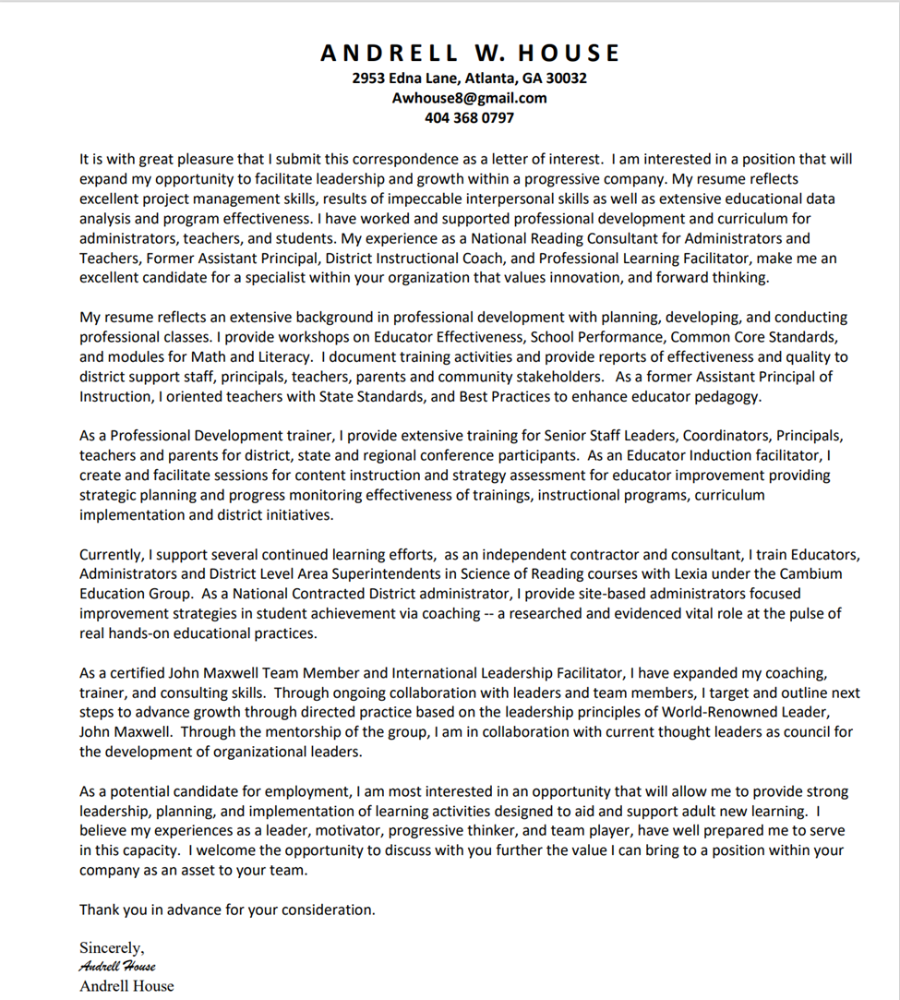 ANDRELL W. HOUSE
2953 Edna Lane, Atlanta, GA 30032
Awhouse8@gmail.com
404 368 0797
It is with great pleasure that I submit this correspondence as a letter of interest.  I am interested in a position that will
expand my opportunity to facilitate leadership and growth within a progressive company. My resume reflects
excellent project management skills, results of impeccable interpersonal skills as well as extensive educational data
analysis and program effectiveness. I have worked and supported professional development and curriculum for
administrators, teachers, and students. My experience as a National Reading Consultant for Administrators and
Teachers, Former Assistant Principal, District Instructional Coach, and Professional Learning Facilitator, make me an
excellent candidate for a specialist within your organization that values innovation, and forward thinking.
My resume reflects an extensive background in professional development with planning, developing, and conducting
professional classes. I provide workshops on Educator Effectiveness, School Performance, Common Core Standards,
and modules for Math and Literacy.  I document training activities and provide reports of effectiveness and quality to
district support staff, principals, teachers, parents and community stakeholders.   As a former Assistant Principal of
Instruction, I oriented teachers with State Standards, and Best Practices to enhance educator pedagogy.
As a Professional Development trainer, I provide extensive training for Senior Staff Leaders, Coordinators, Principals,
teachers and parents for district, state and regional conference participants.  As an Educator Induction facilitator, I
create and facilitate sessions for content instruction and strategy assessment for educator improvement providing
strategic planning and progress monitoring effectiveness of trainings, instructional programs, curriculum
implementation and district initiatives.
Currently, I support several continued learning efforts,  as an independent contractor and consultant, I train Educators,
Administrators and District Level Area Superintendents in Science of Reading courses with Lexia under the Cambium
Education Group.  As a National Contracted District administrator, I provide site-based administrators focused
improvement strategies in student achievement via coaching -- a researched and evidenced vital role at the pulse of
real hands-on educational practices.
As a certified John Maxwell Team Member and International Leadership Facilitator, I have expanded my coaching,
trainer, and consulting skills.  Through ongoing collaboration with leaders and team members, I target and outline next
steps to advance growth through directed practice based on the leadership principles of World-Renowned Leader,
John Maxwell.  Through the mentorship of the group, I am in collaboration with current thought leaders as council for
the development of organizational leaders.
As a potential candidate for employment, I am most interested in an opportunity that will allow me to provide strong
leadership, planning, and implementation of learning activities designed to aid and support adult new learning.  I
believe my experiences as a leader, motivator, progressive thinker, and team player, have well prepared me to serve
in this capacity.  I welcome the opportunity to discuss with you further the value I can bring to a position within your
company as an asset to your team.
Thank you in advance for your consideration.
Sincerely,
Andrell House
Andrell House